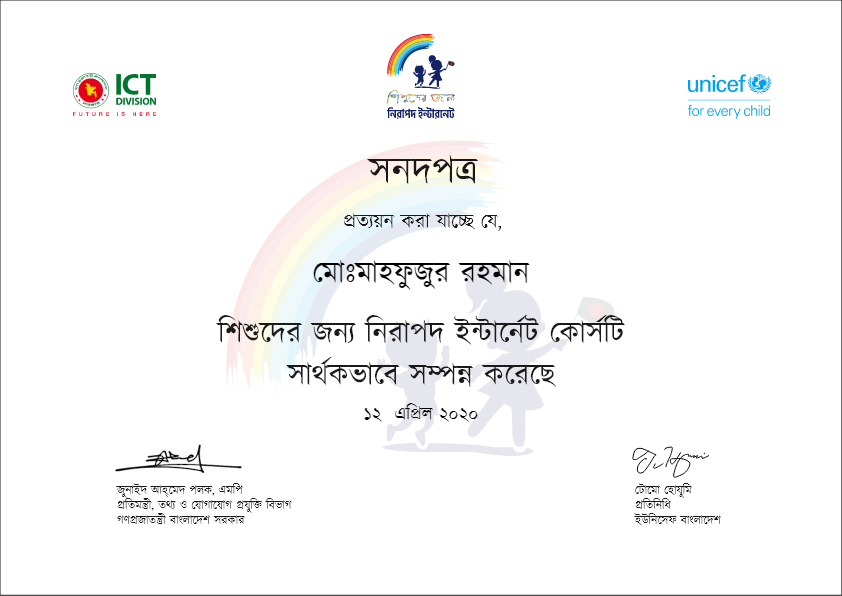 ICT
DIVISION
FUTURE IS HERE
শিশুদের জন্য
নিরাপদ ইন্টারনেট
unicef
for every child
সনদপত্র
প্রত্যয়ন করা যাচ্ছে যে,
মোঃমাহফুজুর রহমান
শিশুদের জন্য নিরাপদ ইন্টার্নেট কোর্সটি
সার্থকভাবে সম্পন্ন করেছে
১২ এপ্রিল ২০২০
জুনাইদ আহ্‌মেদ পলক, এমপি
প্রতিমন্ত্রী, তথ্য ও যোগাযোগ প্রযুক্তি বিভাগ
গণপ্রজাতন্ত্রী বাংলাদেশ সরকার
টোমো হোযুমি
প্রতিনিধি
ইউনিসেফ বাংলাদেশ